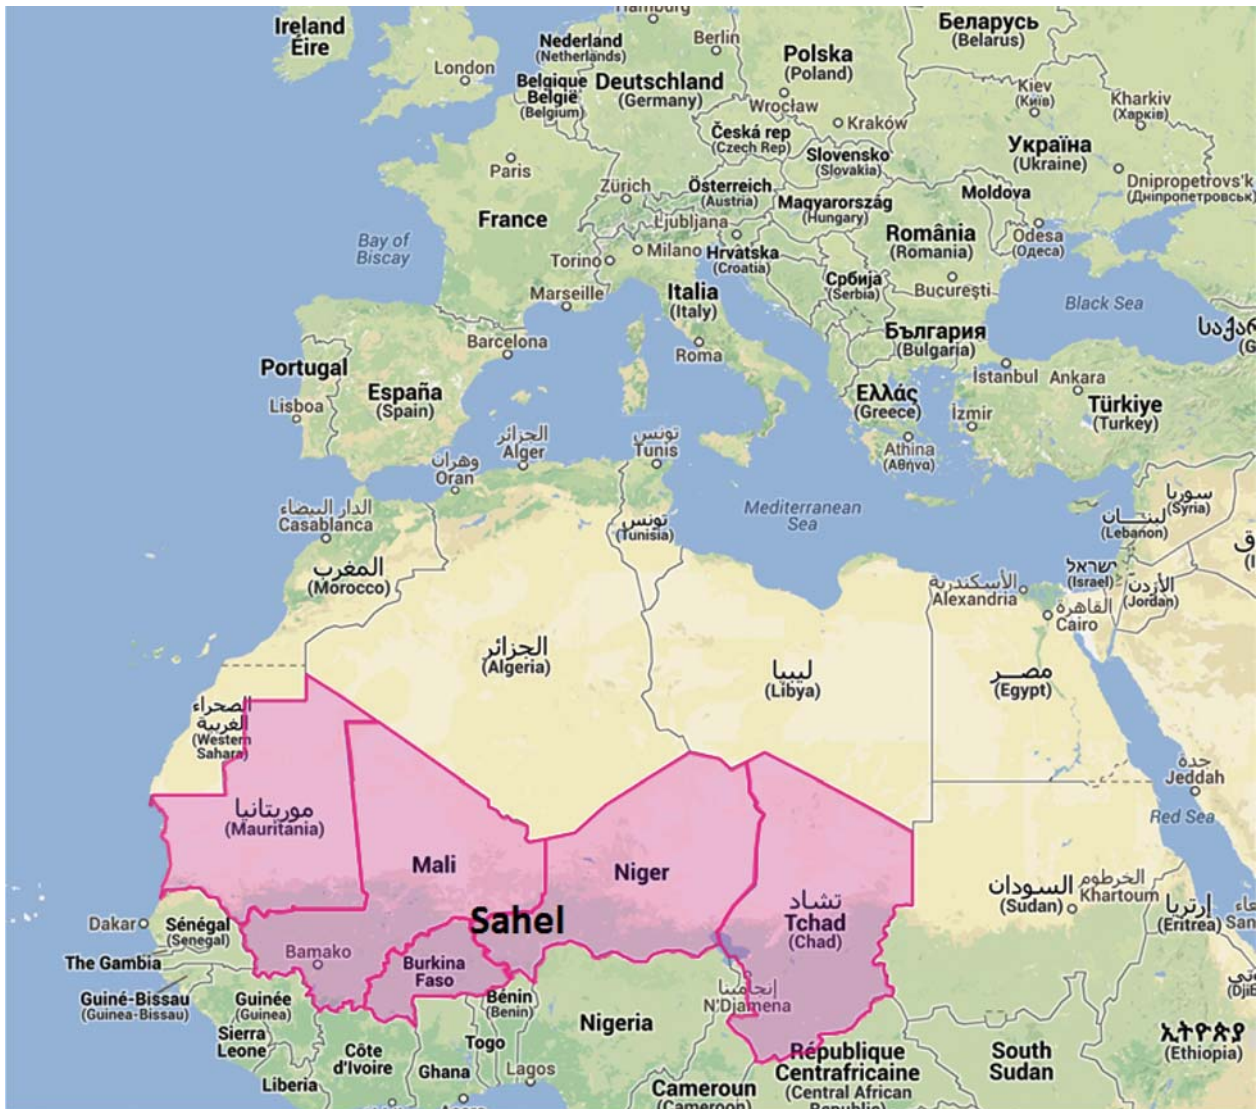 Ireland
Éire
Hamburg
Nederland
(Netherlands)
Berlin
Polska
(Poland)
Беларусь
(Belarus)
London
Belgique
België
(Belgium)
Deutschland
(Germany)
Wrocław
Kraków
Kiev
(Київ)
Kharkiv
(Харків)
Česká rep
(Czech Rep)
Slovensko
(Slovakia)
Україна
(Ukraine)
Paris
Zürich
Österreich
(Austria)
Magyarország
(Hungary)
Moldova
Dnipropetrovs'k
(Дніпропетровськ)
France
Ljubljana
Bay of
Biscay
Torino
Milano
Hrvatska
(Croatia)
România
(Romania)
Odesa
(Одеса)
Marseille
Italia
(Italy)
Србија
(Serbia)
București
Black Sea
Barcelona
Roma
България
(Bulgaria)
Portugal
España
(Spain)
İstanbul
Ankara
Lisboa
Ελλάς
(Greece)
İzmir
Türkiye
(Turkey)
الجزائر
Alger
تونس
Tunis
Athina
(Αθήνα)
وهران
Oran
الدار البيضاء
Casablanca
تونس
(Tunisia)
Mediterranean
Sea
سوريا
(Syria)
لبنــــان
(Lebanon)
المغرب
(Morocco)
الأسكندرية
Alexandria
ישראל
(Israel)
الأردن
(Jordan)
القاهرة
Cairo
الجزائر
(Algeria)
ليبيا
(Libya)
مصــر
(Egypt)
الصحراء
الغربية
(Western
Sahara)
جدة
Jeddah
موريتانيا
(Mauritania)
Red Sea
Mali
Niger
تشاد
Tchad
(Chad)
السودان
(Sudan)
الخرطوم
Khartoum
إرتريا
(Eritrea)
Dakar
Sénégal
(Senegal)
Sahel
The Gambia
Bamako
Burkina
Faso
Guiné-Bissau
(Guinea-Bissau)
Guinée
(Guinea)
Bénin
(Benin)
إنجامينا
N'Djamena
Nigeria
Sierra
Leone
Togo
ኢትዮጵያ
(Ethiopia)
Côte
d'Ivoire
Ghana
Lagos
République
Centrafricaine
(Central African
Republic)
South
Sudan
Liberia
Cameroun
(Cameroon)